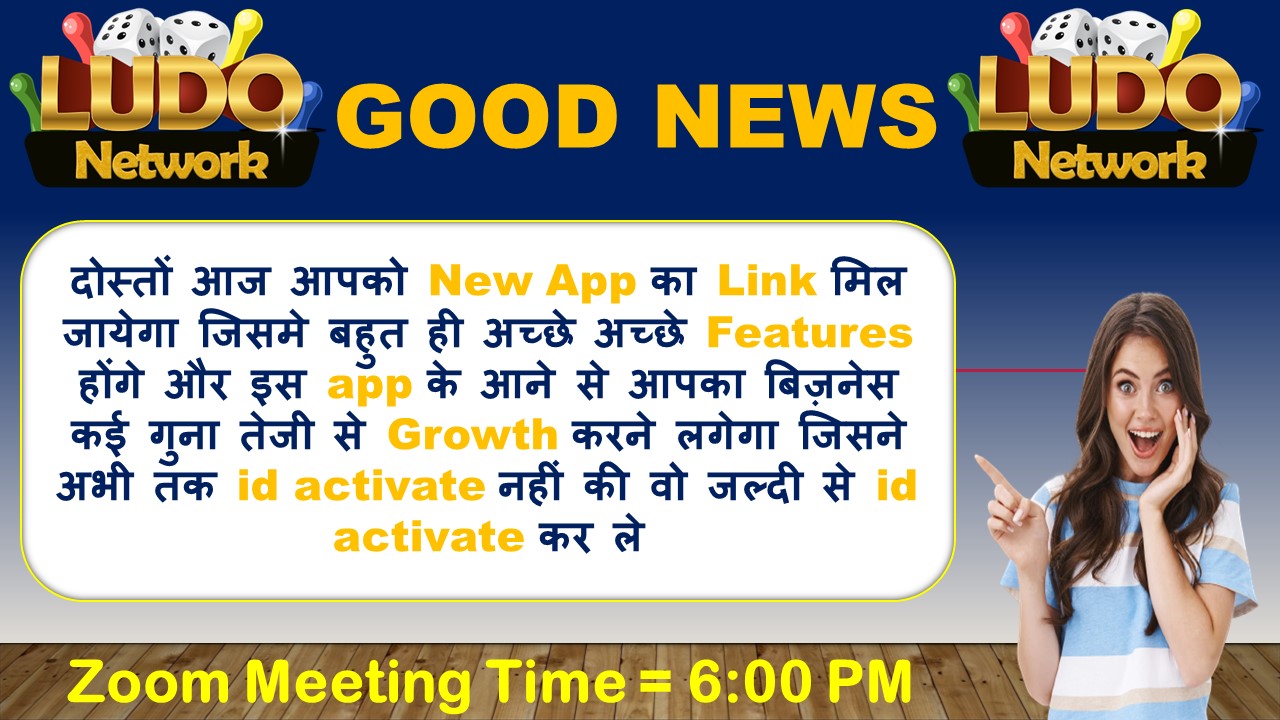 LUDO
Network
GOOD NEWS
LUDO
Network
दोस्तों आज आपको New App का Link मिल
जायेगा जिसमे बहुत ही अच्छे अच्छे Features
होंगे और इस app के आने से आपका बिज़नेस
कई गुना तेजी से Growth करने लगेगा जिसने
अभी तक id activate नहीं की वो जल्दी से id
activate कर ले
Zoom Meeting Time = 6:00 PM